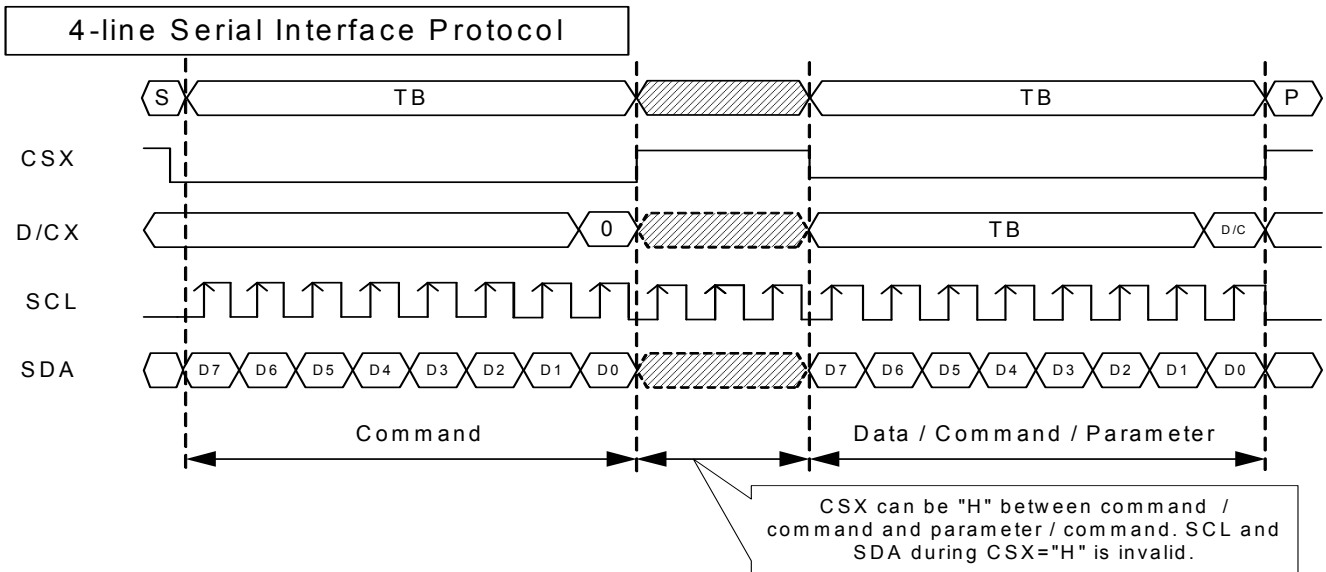 4-line Serial Interface Protocol
S TB TB P
CSX
D/CX 0 TB D/C
SCL
SDA D7 D6 D5 D4 D3 D2 D1 D0 D7 D6 D5 D4 D3 D2 D1 D0
Command Data / Command / Parameter
CSX can be "H" between command /
command and parameter / command. SCL and
SDA during CSX="H" is invalid.